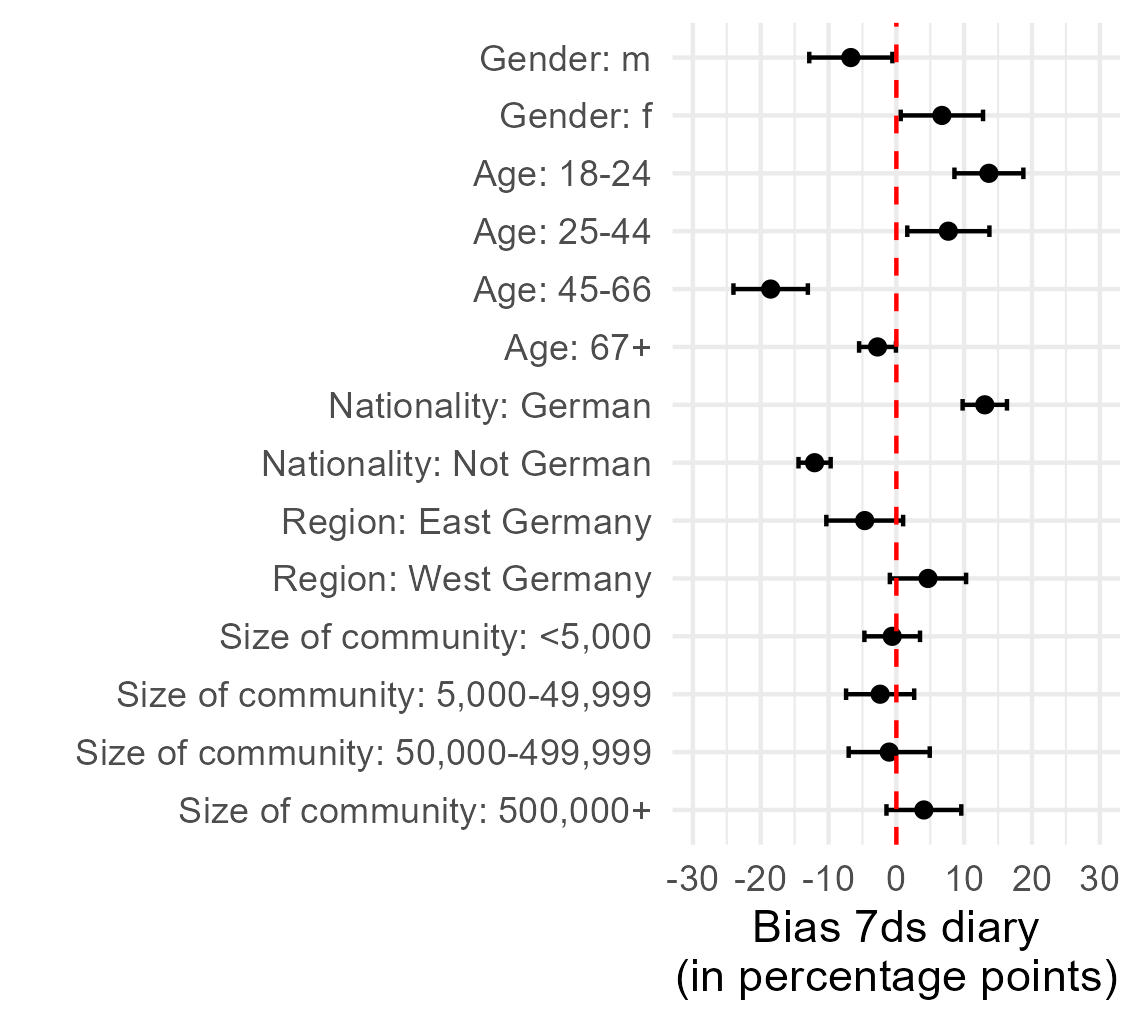 Gender: m
Gender: f
Age: 18-24
Age: 25-44
Age: 45-66
Age: 67+
Nationality: German
Nationality: Not German
Region: East Germany
Region: West Germany
Size of community: <5,000
Size of community: 5,000-49,999
Size of community: 50,000-499,999
Size of community: 500,000+
-30 -20 -10 0 10 20 30
Bias 7ds diary
(in percentage points)